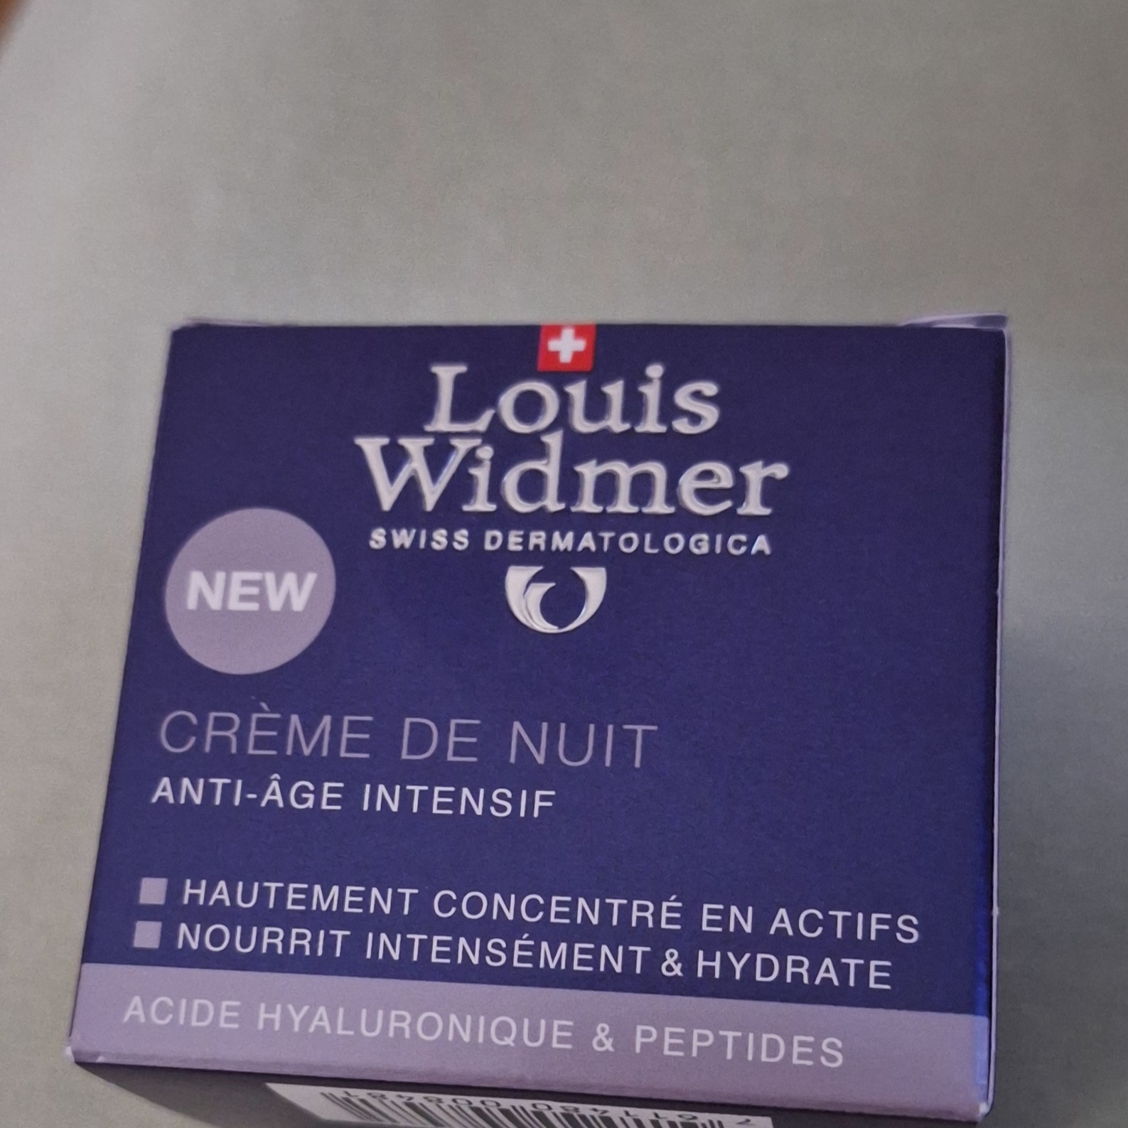 Louis
Widmer
SWISS DERMATOLOGICA
NEW
CRÈME DE NUIT
ANTI-ÂGE INTENSIF
HAUTEMENT CONCENTRÉ EN ACTIFS
NOURRIT INTENSÉMENT & HYDRATE
ACIDE HYALURONIQUE & PEPTIDES